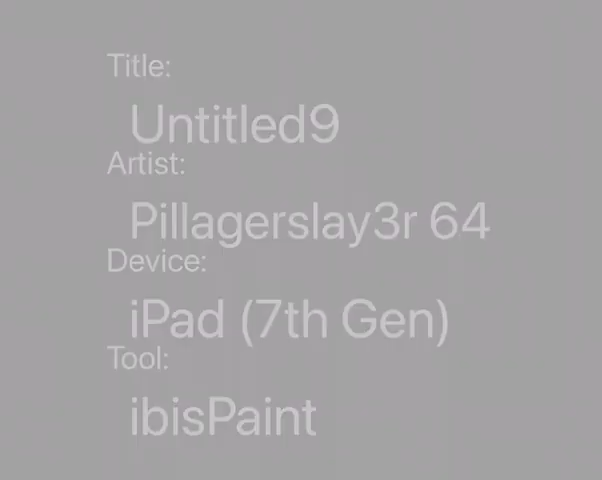 Title:
Untitled9
Artist:
Pillagerslay3r 64
Device:
iPad (7th Gen)
Tool:
ibisPaint